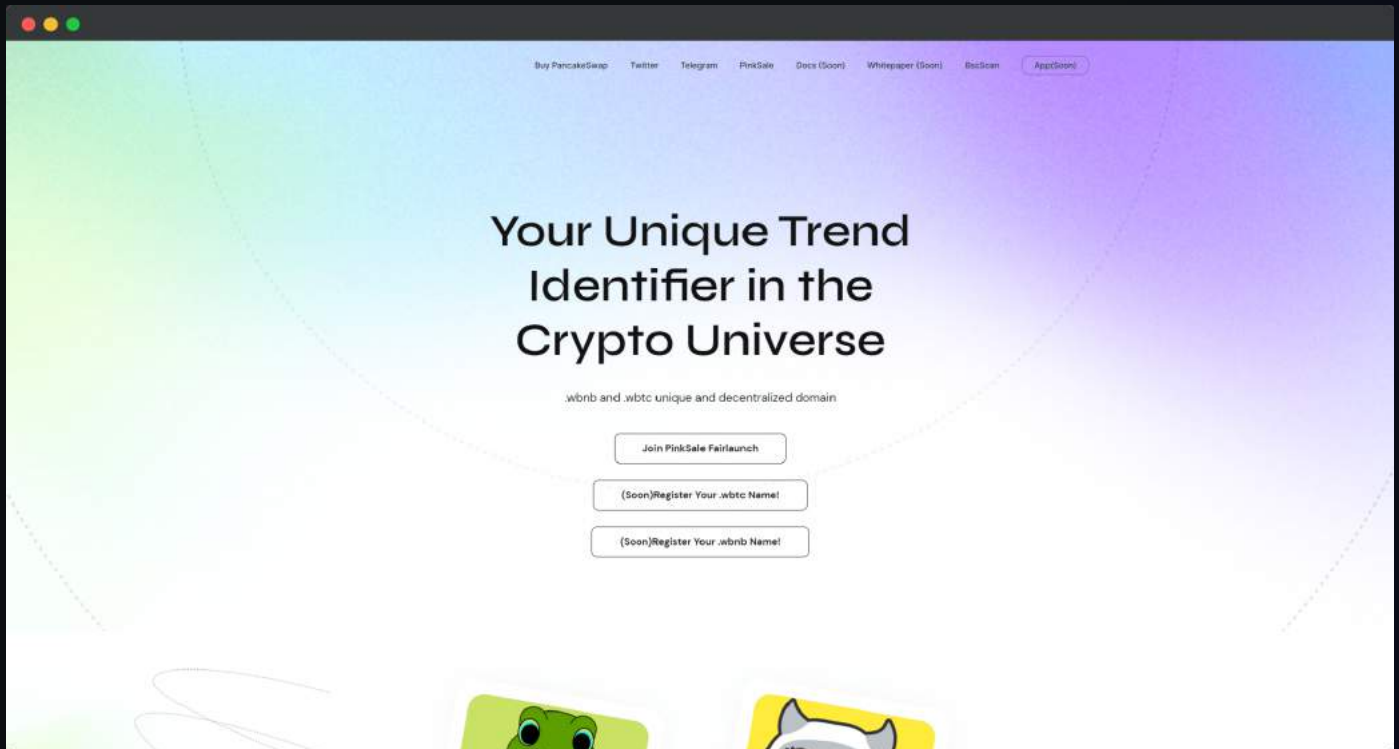 Buy PancakeSwap Twitter Telegram PinkSale Docs (Soon) Whitepaper (Soon) BscScan App(Soon)
Your Unique Trend
Identifier in the
Crypto Universe
.wbnb and .wbtc unique and decentralized domain
Join PinkSale Fairlaunch
(Soon)Register Your .wbtc Name!
(Soon)Register Your .wbnb Name!